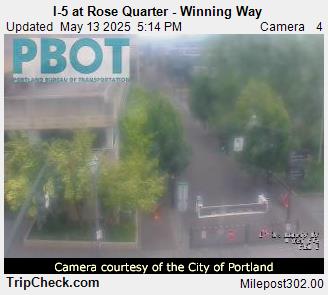 I-5 at Rose Quarter - Winning Way
Updated May 13 2025 5:14 PM Camera 4
PBOT
PORTLAND BUREAU OF TRANSPORTATION
Camera courtesy of the City of Portland
TripCheck.com Milepost302.00